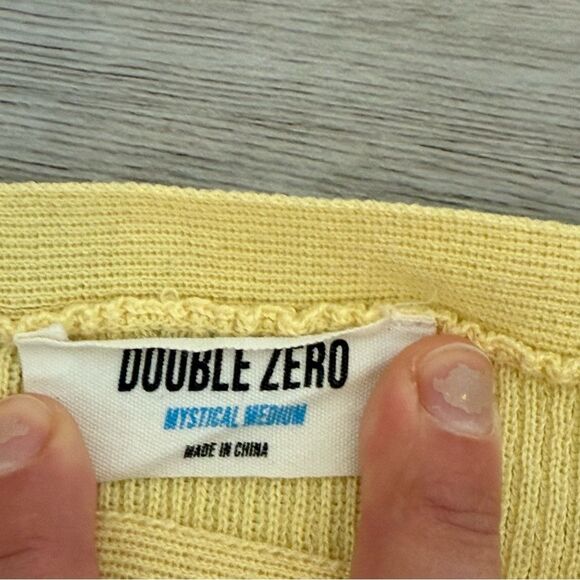 DOUBLE ZERO
MYSTICAL MEDIUM
MADE IN CHINA